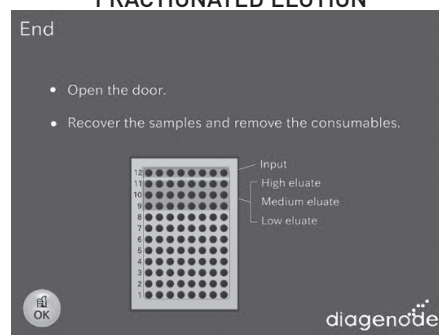 FRACTIONATED ELUTION
End
• Open the door.
• Recover the samples and remove the consumables.
Input
High eluate
Medium eluate
Low eluate
12
11
10
9
8
7
6
5
4
3
2
1
OK
diagenode